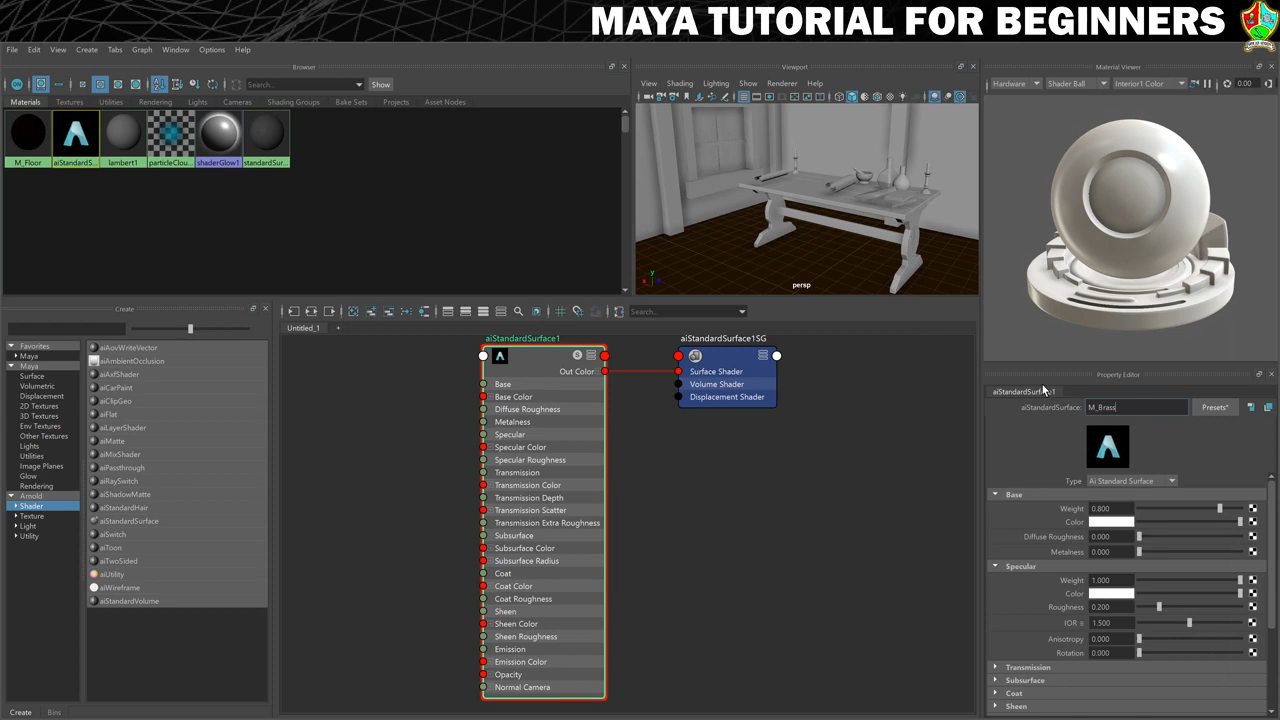 MAYA TUTORIAL FOR BEGINNERS
File Edit View Create Tabs Graph Window Options Help
Browser
Search...
Show
Materials Textures Utilities Rendering Lights Cameras Shading Groups Bake Sets Projects Asset Nodes
M_Floor aiStandardS... lambert1 particleClou... shaderGlow1 standardSur...
Viewport
View Shading Lighting Show Renderer Panels
persp
Material Viewer
Hardware Shader Ball Interior1 Color 0.00
Create
Favorites
Maya
Maya
Surface
Volumetric
Displacement
2D Textures
3D Textures
Env Textures
Other Textures
Lights
Utilities
Image Planes
Glow
Rendering
Arnold
Shader
Texture
Light
Utility
aiAovWriteVector
aiAmbientOcclusion
aiAxfShader
aiCarPaint
aiClipGeo
aiFlat
aiLayerShader
aiMatte
aiMixShader
aiPassthrough
aiRaySwitch
aiShadowMatte
aiStandardHair
aiStandardSurface
aiSwitch
aiToon
aiTwoSided
aiUtility
aiWireframe
aiStandardVolume
Create Bins
Search...
Untitled_1 +
aiStandardSurface1
Out Color
Base
Base Color
Diffuse Roughness
Metalness
Specular
Specular Color
Specular Roughness
Transmission
Transmission Color
Transmission Depth
Transmission Scatter
Transmission Extra Roughness
Subsurface
Subsurface Color
Subsurface Radius
Coat
Coat Color
Coat Roughness
Sheen
Sheen Color
Sheen Roughness
Emission
Emission Color
Opacity
Normal Camera
aiStandardSurface1SG
Surface Shader
Volume Shader
Displacement Shader
Property Editor
aiStandardSurface1
aiStandardSurface: M_Brass Presets*
Type Ai Standard Surface
Base
Weight 0.800
Color
Diffuse Roughness 0.000
Metalness 0.000
Specular
Weight 1.000
Color
Roughness 0.200
IOR 1.500
Anisotropy 0.000
Rotation 0.000
Transmission
Subsurface
Coat
Sheen